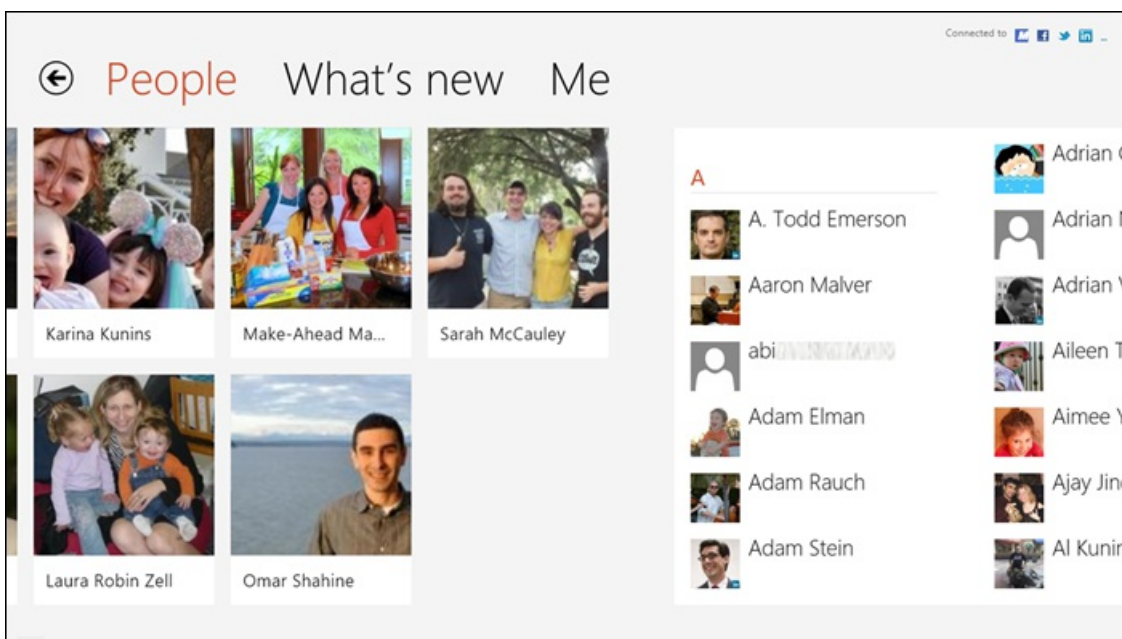 Connected to
People What's new Me
Karina Kunins
Make-Ahead Ma...
Sarah McCauley
Laura Robin Zell
Omar Shahine
A
A. Todd Emerson
Aaron Malver
abi
Adam Elman
Adam Rauch
Adam Stein
Adrian
Adrian
Adrian
Aileen
Aimee
Ajay
Al